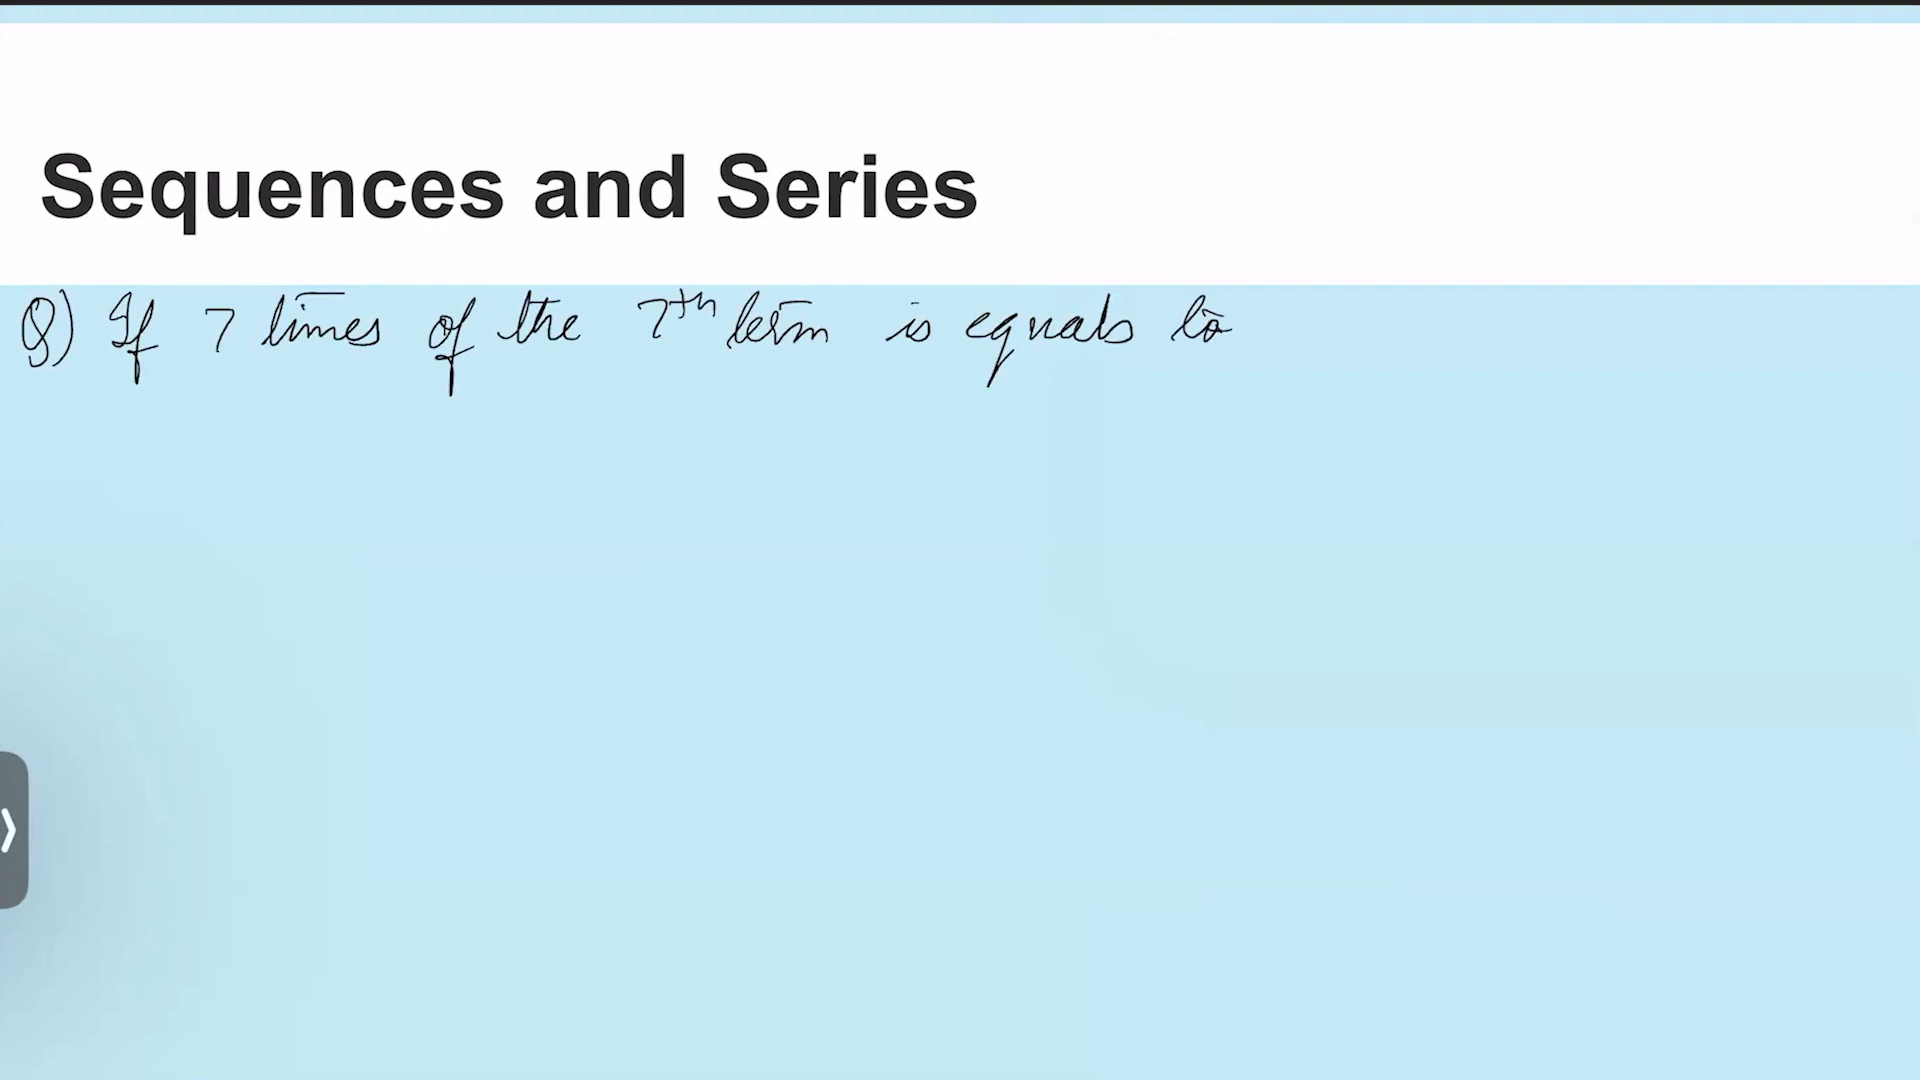 Sequences and Series
Q) If 7 times of the 7th term is equals to